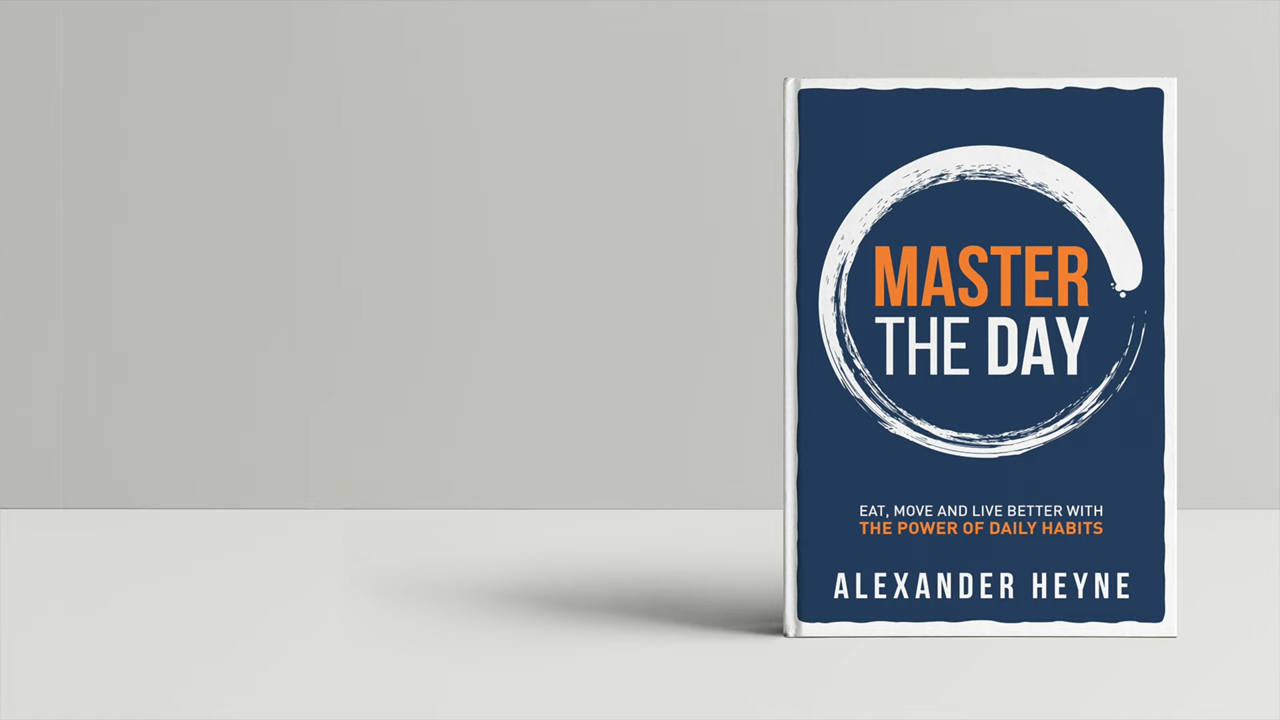 MASTER
THE DAY
EAT, MOVE AND LIVE BETTER WITH
THE POWER OF DAILY HABITS
ALEXANDER HEYNE